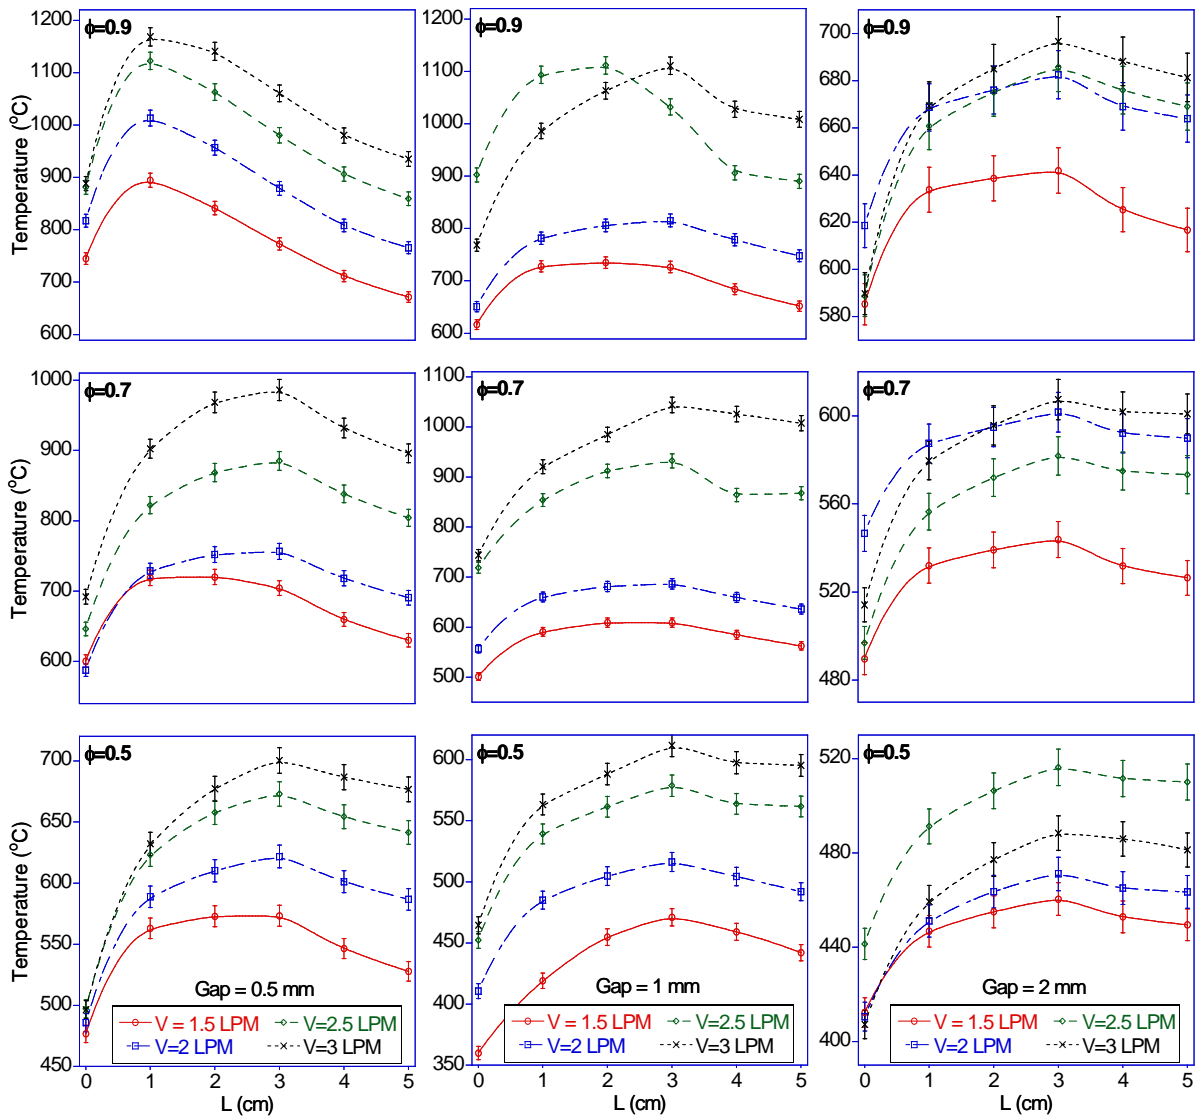 ϕ=0.9
1200
1100
1000
900
800
700
600
Temperature (°C)
ϕ=0.9
1200
1100
1000
900
800
700
600
ϕ=0.9
700
680
660
640
620
600
580
ϕ=0.7
1000
900
800
700
600
Temperature (°C)
ϕ=0.7
1100
1000
900
800
700
600
500
ϕ=0.7
600
560
520
480
ϕ=0.5
700
650
600
550
500
450
Temperature (°C)
Gap = 0.5 mm
V = 1.5 LPM V=2.5 LPM
V=2 LPM V=3 LPM
0 1 2 3 4 5
L (cm)
ϕ=0.5
600
550
500
450
400
350
Gap = 1 mm
V = 1.5 LPM V=2.5 LPM
V=2 LPM V=3 LPM
0 1 2 3 4 5
L (cm)
ϕ=0.5
520
480
440
400
Gap = 2 mm
V = 1.5 LPM V=2.5 LPM
V=2 LPM V=3 LPM
0 1 2 3 4 5
L (cm)